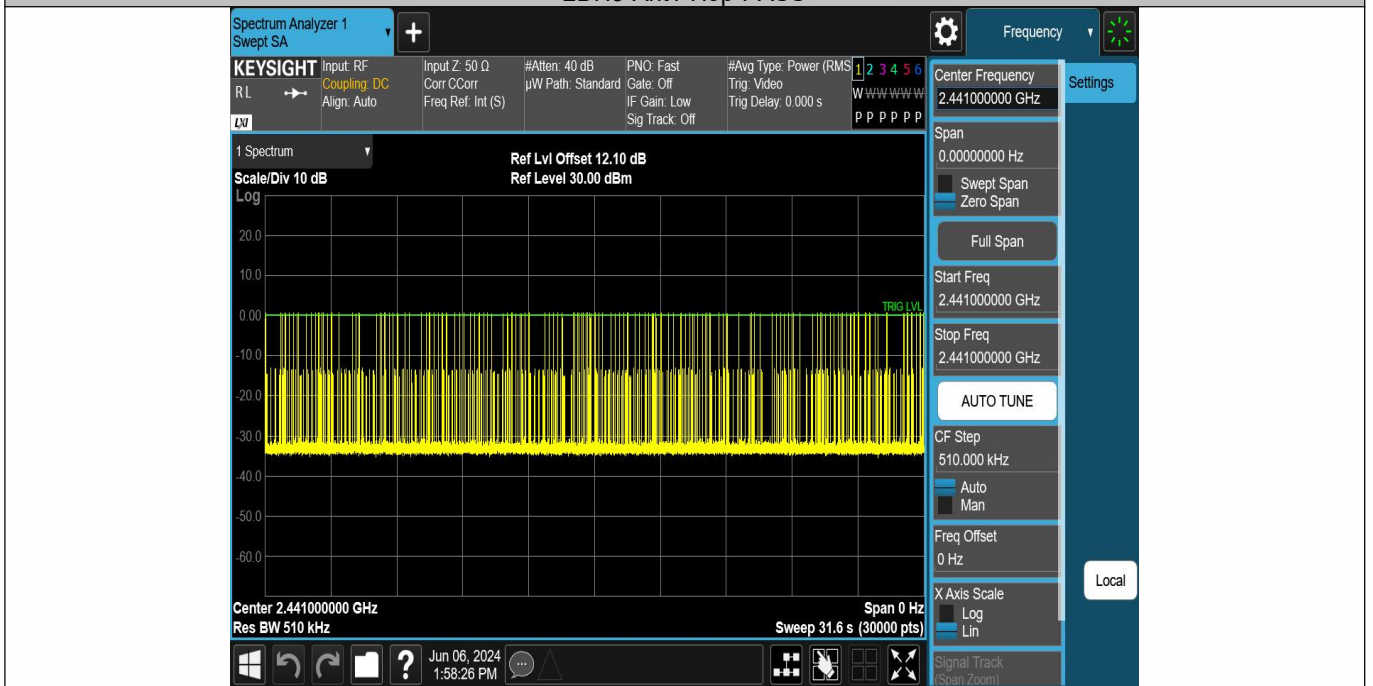 Spectrum Analyzer 1
Swept SA
+
Frequency
KEYSIGHT
RL
LXI
Input: RF
Coupling: DC
Align: Auto
Input Z: 50 Ω
Corr CCorr
Freq Ref: Int (S)
#Atten: 40 dB
µW Path: Standard
PNO: Fast
Gate: Off
IF Gain: Low
Sig Track: Off
#Avg Type: Power (RMS
Trig: Video
Trig Delay: 0.000 s
1 2 3 4 5 6
W W W W W W
P P P P P P
1 Spectrum
Scale/Div 10 dB
Log
Ref Lvl Offset 12.10 dB
Ref Level 30.00 dBm
20.0
10.0
TRIG LVL
0.00
-10.0
-20.0
-30.0
-40.0
-50.0
-60.0
Center 2.441000000 GHz
Res BW 510 kHz
Span 0 Hz
Sweep 31.6 s (30000 pts)
Center Frequency
2.441000000 GHz
Settings
Span
0.00000000 Hz
Swept Span
Zero Span
Full Span
Start Freq
2.441000000 GHz
Stop Freq
2.441000000 GHz
AUTO TUNE
CF Step
510.000 kHz
Auto
Man
Freq Offset
0 Hz
Local
X Axis Scale
Log
Lin
Signal Track
(Span Zoom)
?
Jun 06, 2024
1:58:26 PM